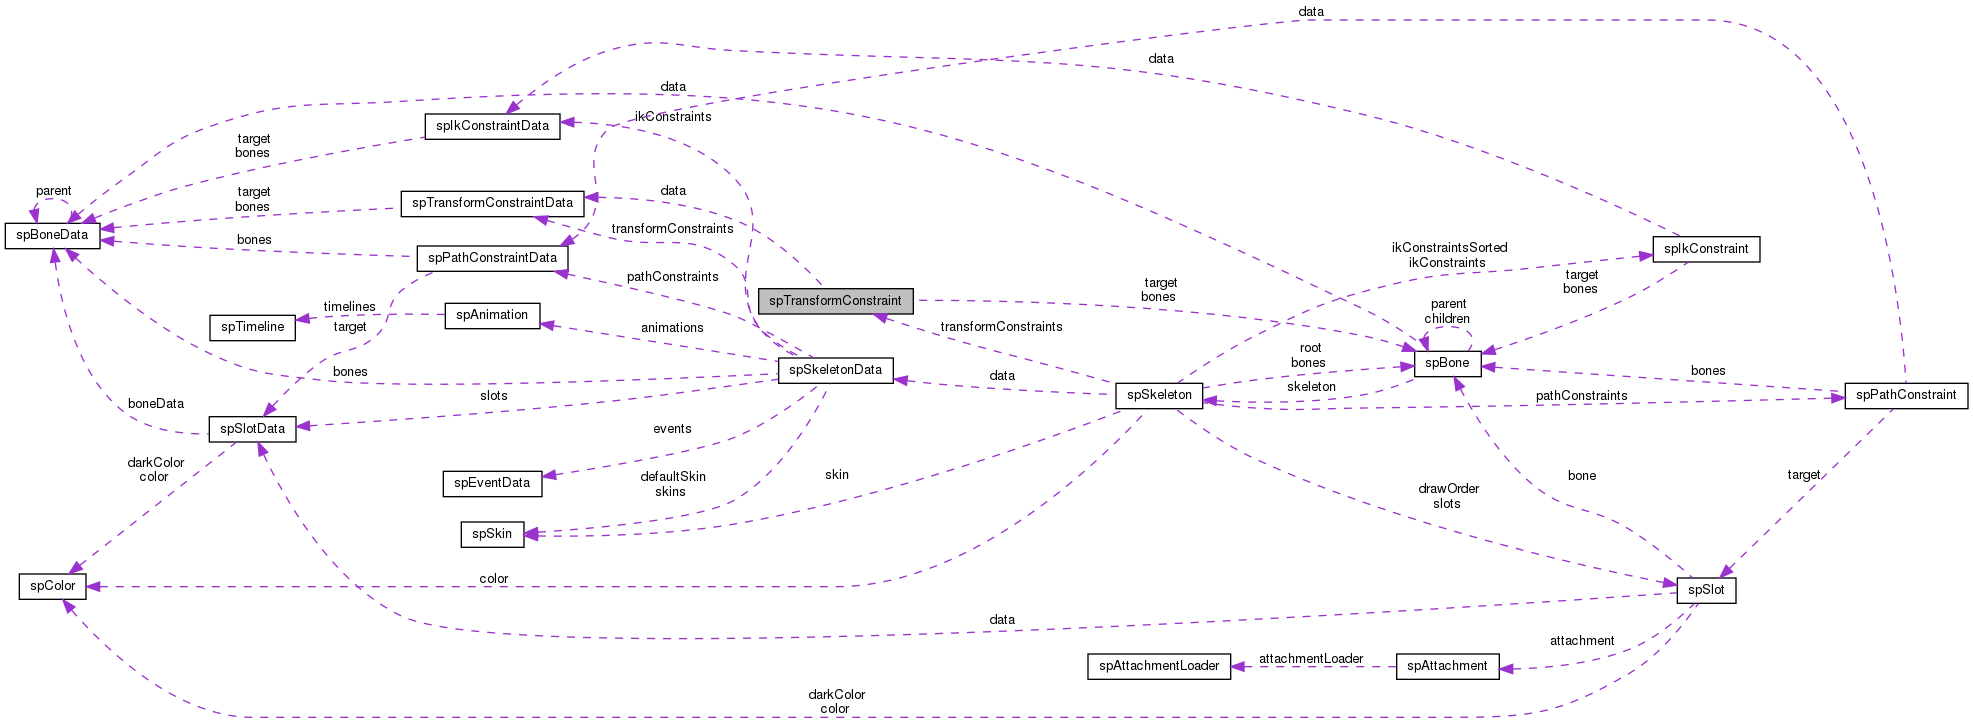 data
data
data
spIkConstraintData
ikConstraints
target
bones
parent
target
bones
spTransformConstraintData
data
spBoneData
bones
spPathConstraintData
transformConstraints
pathConstraints
ikConstraintsSorted
ikConstraints
spIkConstraint
target
bones
target
bones
spTransformConstraint
timelines
spTimeline
target
spAnimation
animations
transformConstraints
parent
children
spBone
root
bones
skeleton
bones
spSkeletonData
data
spSkeleton
bones
pathConstraints
spPathConstraint
boneData
slots
spSlotData
events
darkColor
color
spEventData
defaultSkin
skins
skin
drawOrder
slots
bone
target
spSkin
spColor
color
spSlot
data
attachment
spAttachmentLoader
attachmentLoader
spAttachment
darkColor
color